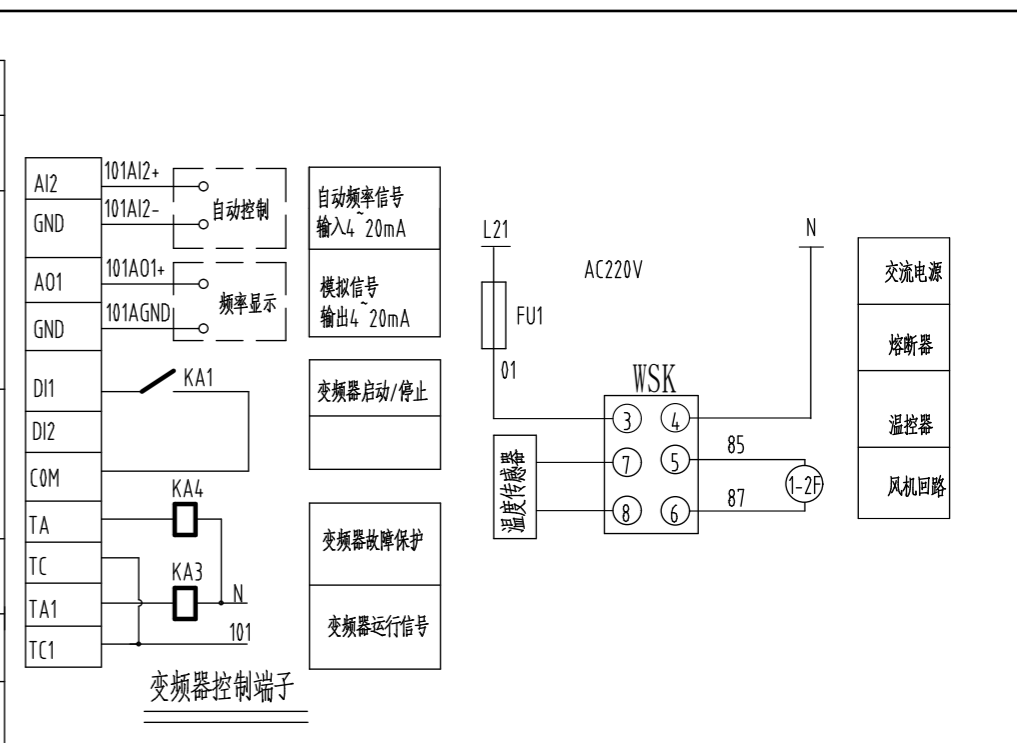 AI2
101AI2+
GND
101AI2-
自动控制
自动频率信号
输入4~20mA
AO1
101AO1+
GND
101AGND
频率显示
模拟信号
输出4~20mA
DI1
KA1
变频器启动/停止
DI2
COM
TA
KA4
变频器故障保护
TC
TA1
KA3
N
变频器运行信号
TC1
101
变频器控制端子
L21
N
AC220V
FU1
01
WSK
3
4
7
5
85
8
6
87
1-2F
温度传感器
交流电源
熔断器
温控器
风机回路